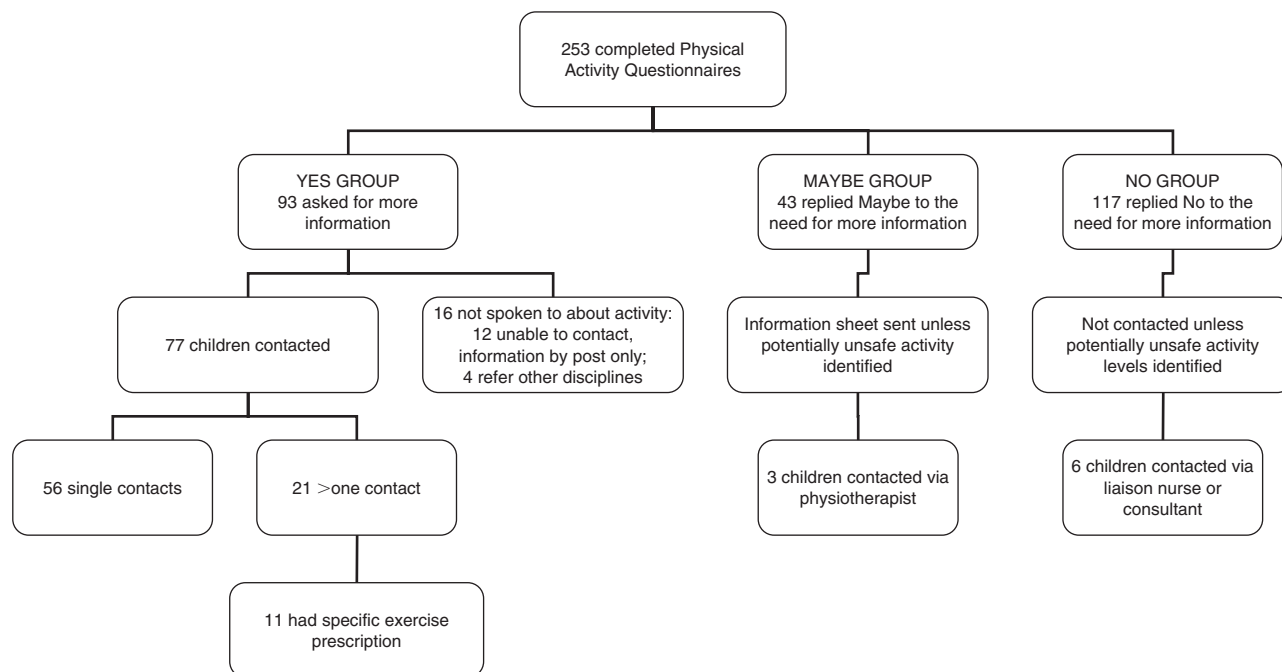 253 completed Physical
Activity Questionnaires
YES GROUP
93 asked for more
information
MAYBE GROUP
43 replied Maybe to the
need for more information
NO GROUP
117 replied No to the
need for more information
77 children contacted
16 not spoken to about activity:
12 unable to contact,
information by post only;
4 refer other disciplines
Information sheet sent unless
potentially unsafe activity
identified
Not contacted unless
potentially unsafe activity
levels identified
56 single contacts
21 >one contact
3 children contacted via
physiotherapist
6 children contacted via
liaison nurse or
consultant
11 had specific exercise
prescription